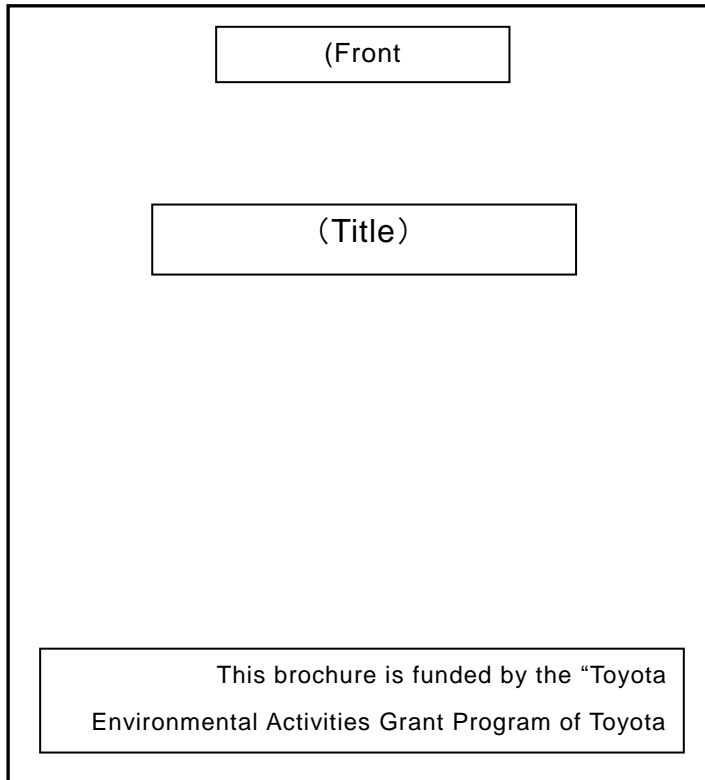 (Front
（Title）
This brochure is funded by the “Toyota
Environmental Activities Grant Program of Toyota